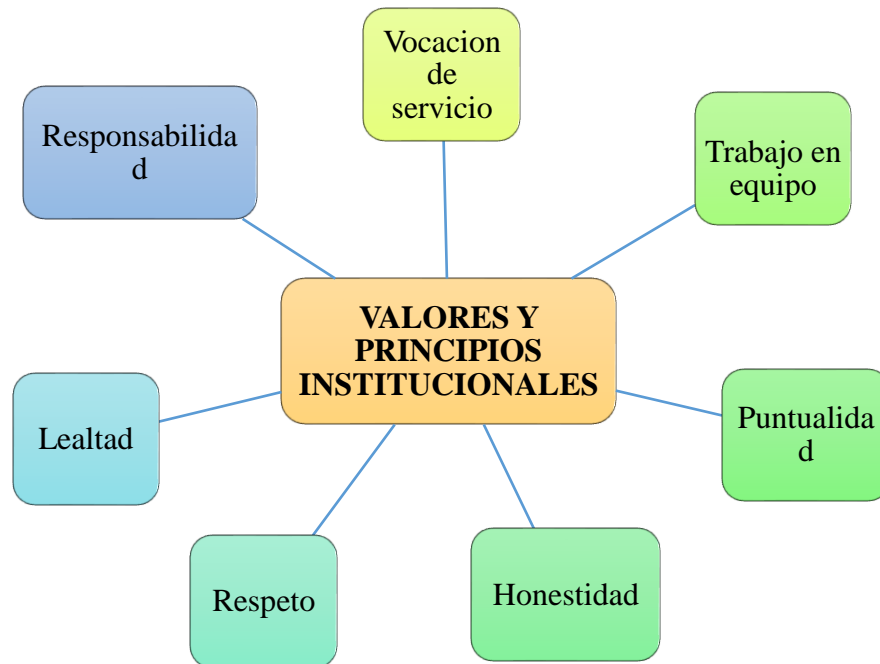 Vocacion
de
servicio
Responsabilida
d
Trabajo en
equipo
VALORES Y
PRINCIPIOS
INSTITUCIONALES
Lealtad
Puntualida
d
Respeto
Honestidad